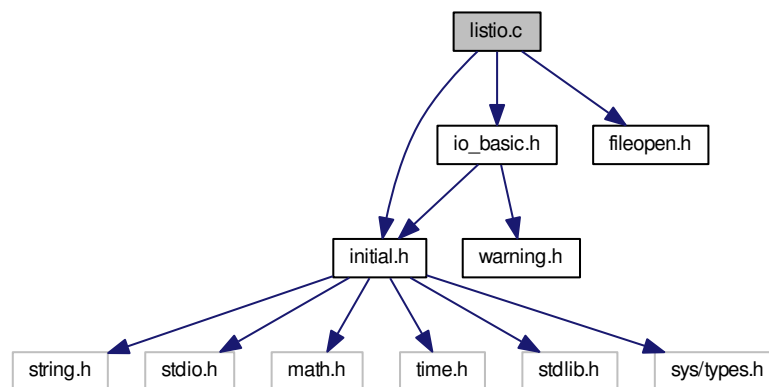 listio.c
io_basic.h
fileopen.h
initial.h
warning.h
string.h
stdio.h
math.h
time.h
stdlib.h
sys/types.h